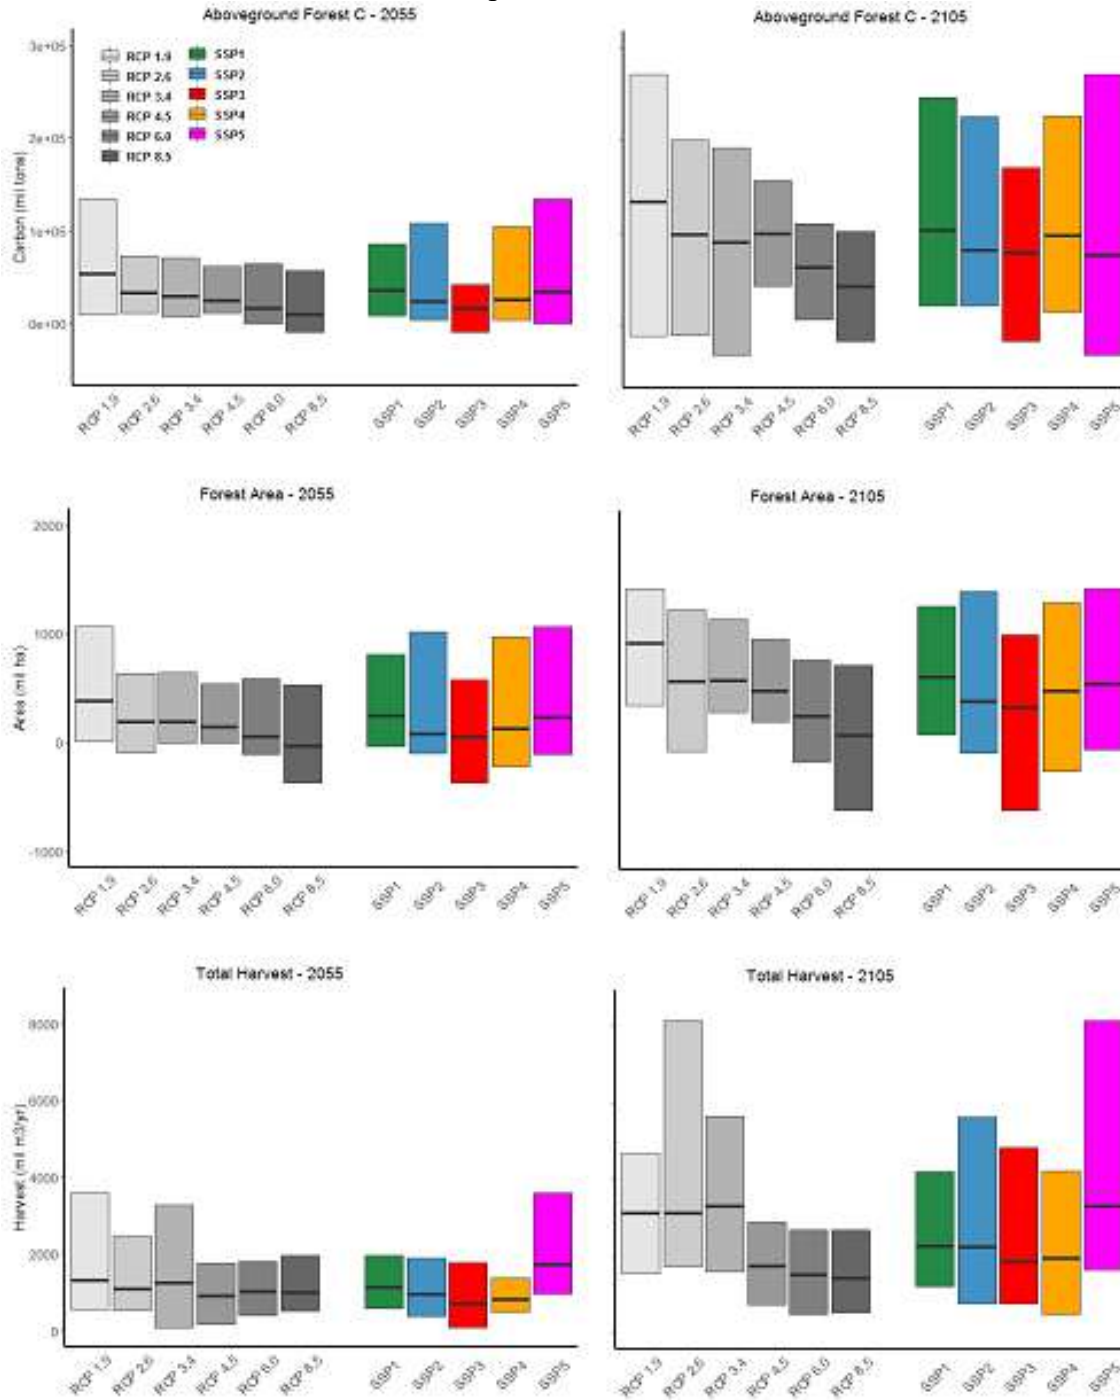 Aboveground Forest C - 2055
3e+05
2e+05
1e+05
0e+00
Carbon (mil tons)
RCP 1.9
RCP 2.6
RCP 3.4
RCP 4.5
RCP 6.0
RCP 8.5
SSP1
SSP2
SSP3
SSP4
SSP5
RCP 1.9
RCP 2.6
RCP 3.4
RCP 4.5
RCP 6.0
RCP 8.5
SSP1
SSP2
SSP3
SSP4
SSP5
Aboveground Forest C - 2105
RCP 1.9
RCP 2.6
RCP 3.4
RCP 4.5
RCP 6.0
RCP 8.5
SSP1
SSP2
SSP3
SSP4
SSP5
Forest Area - 2055
2000
1000
0
-1000
Area (mil ha)
RCP 1.9
RCP 2.6
RCP 3.4
RCP 4.5
RCP 6.0
RCP 8.5
SSP1
SSP2
SSP3
SSP4
SSP5
Forest Area - 2105
RCP 1.9
RCP 2.6
RCP 3.4
RCP 4.5
RCP 6.0
RCP 8.5
SSP1
SSP2
SSP3
SSP4
SSP5
Total Harvest - 2055
8000
6000
4000
2000
0
Harvest (mil m3/yr)
RCP 1.9
RCP 2.6
RCP 3.4
RCP 4.5
RCP 6.0
RCP 8.5
SSP1
SSP2
SSP3
SSP4
SSP5
Total Harvest - 2105
RCP 1.9
RCP 2.6
RCP 3.4
RCP 4.5
RCP 6.0
RCP 8.5
SSP1
SSP2
SSP3
SSP4
SSP5